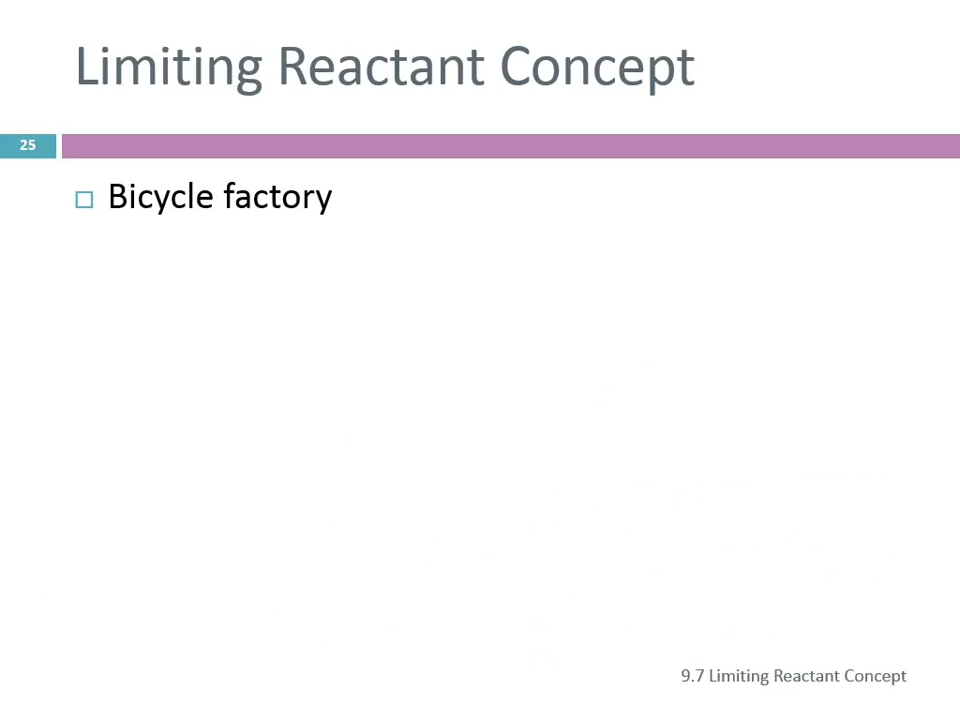 Limiting Reactant Concept
25
Bicycle factory
9.7 Limiting Reactant Concept